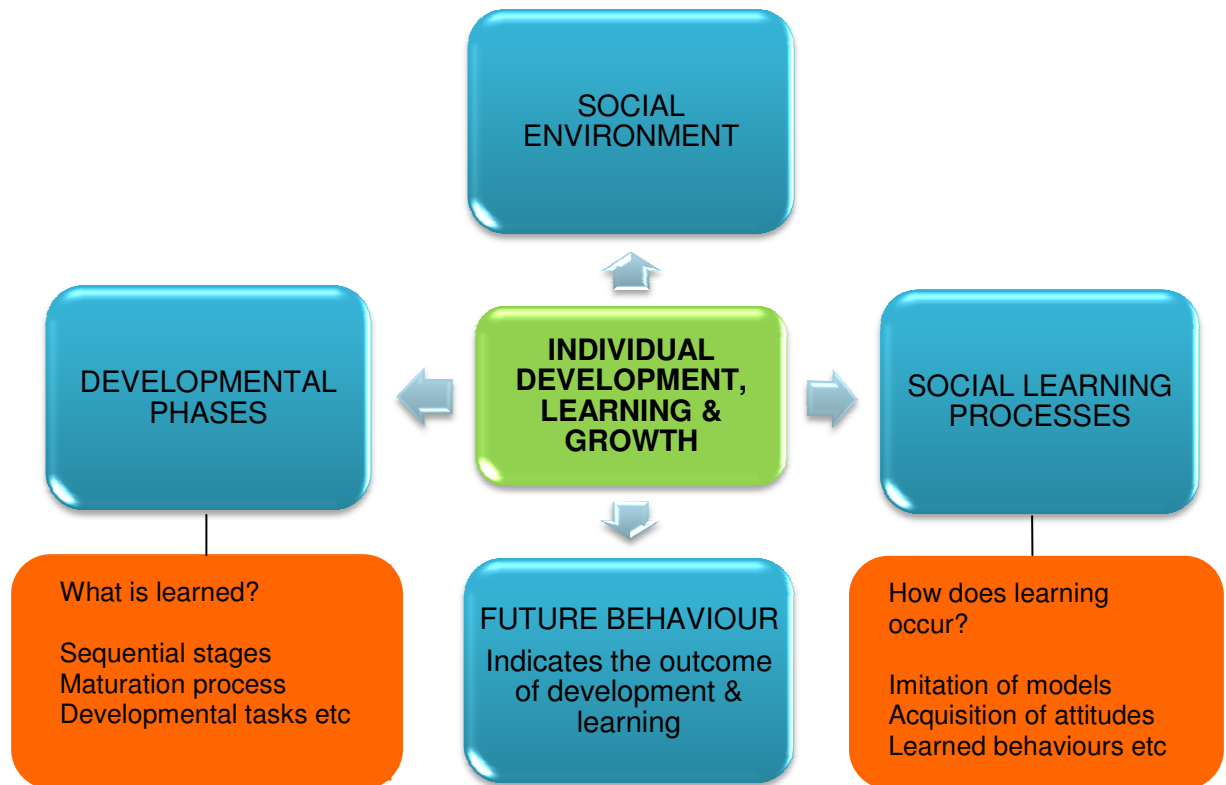 SOCIAL
ENVIRONMENT
DEVELOPMENTAL
PHASES
INDIVIDUAL
DEVELOPMENT,
LEARNING &
GROWTH
SOCIAL LEARNING
PROCESSES
What is learned?
Sequential stages
Maturation process
Developmental tasks etc
FUTURE BEHAVIOUR
Indicates the outcome
of development &
learning
How does learning
occur?
Imitation of models
Acquisition of attitudes
Learned behaviours etc